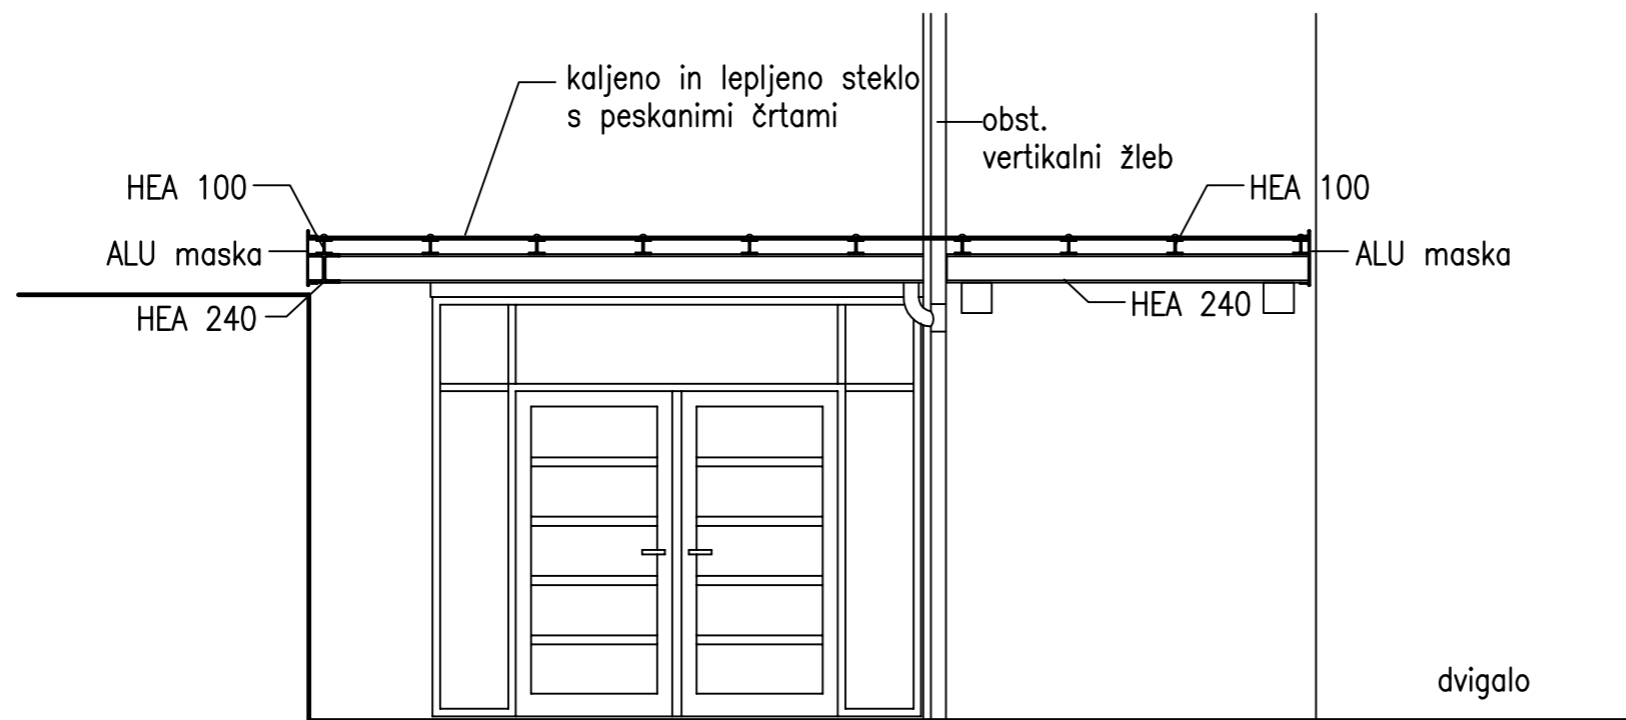 kaljeno in lepljeno steklo
s peskanimi črtami
obst.
vertikalni žleb
HEA 100
HEA 100
ALU maska
ALU maska
HEA 240
HEA 240
dvigalo